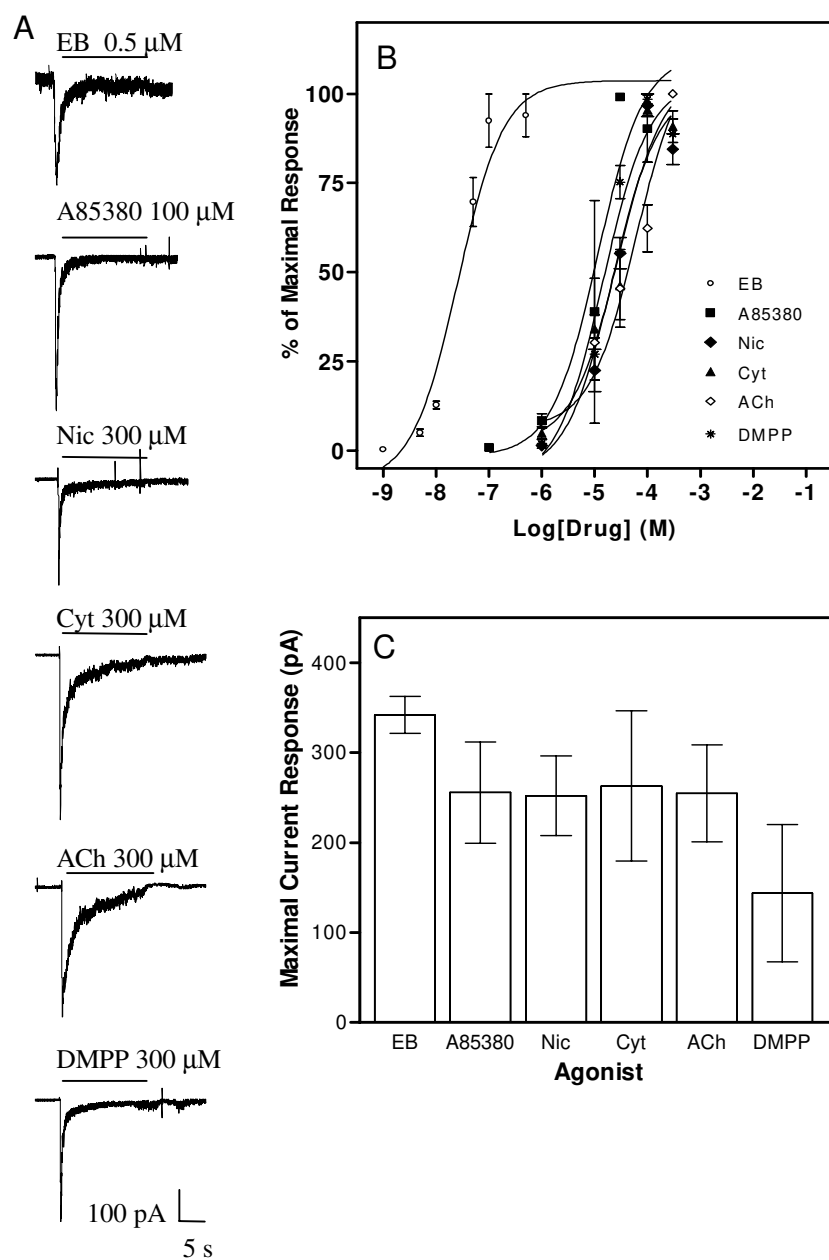 A
EB 0.5 µM
A85380 100 µM
Nic 300 µM
Cyt 300 µM
ACh 300 µM
DMPP 300 µM
100 pA
5 s
B
% of Maximal Response
100
75
50
25
0
EB
A85380
Nic
Cyt
ACh
DMPP
-9 -8 -7 -6 -5 -4 -3 -2 -1
Log[Drug] (M)
C
Maximal Current Response (pA)
400
300
200
100
0
EB A85380 Nic Cyt ACh DMPP
Agonist